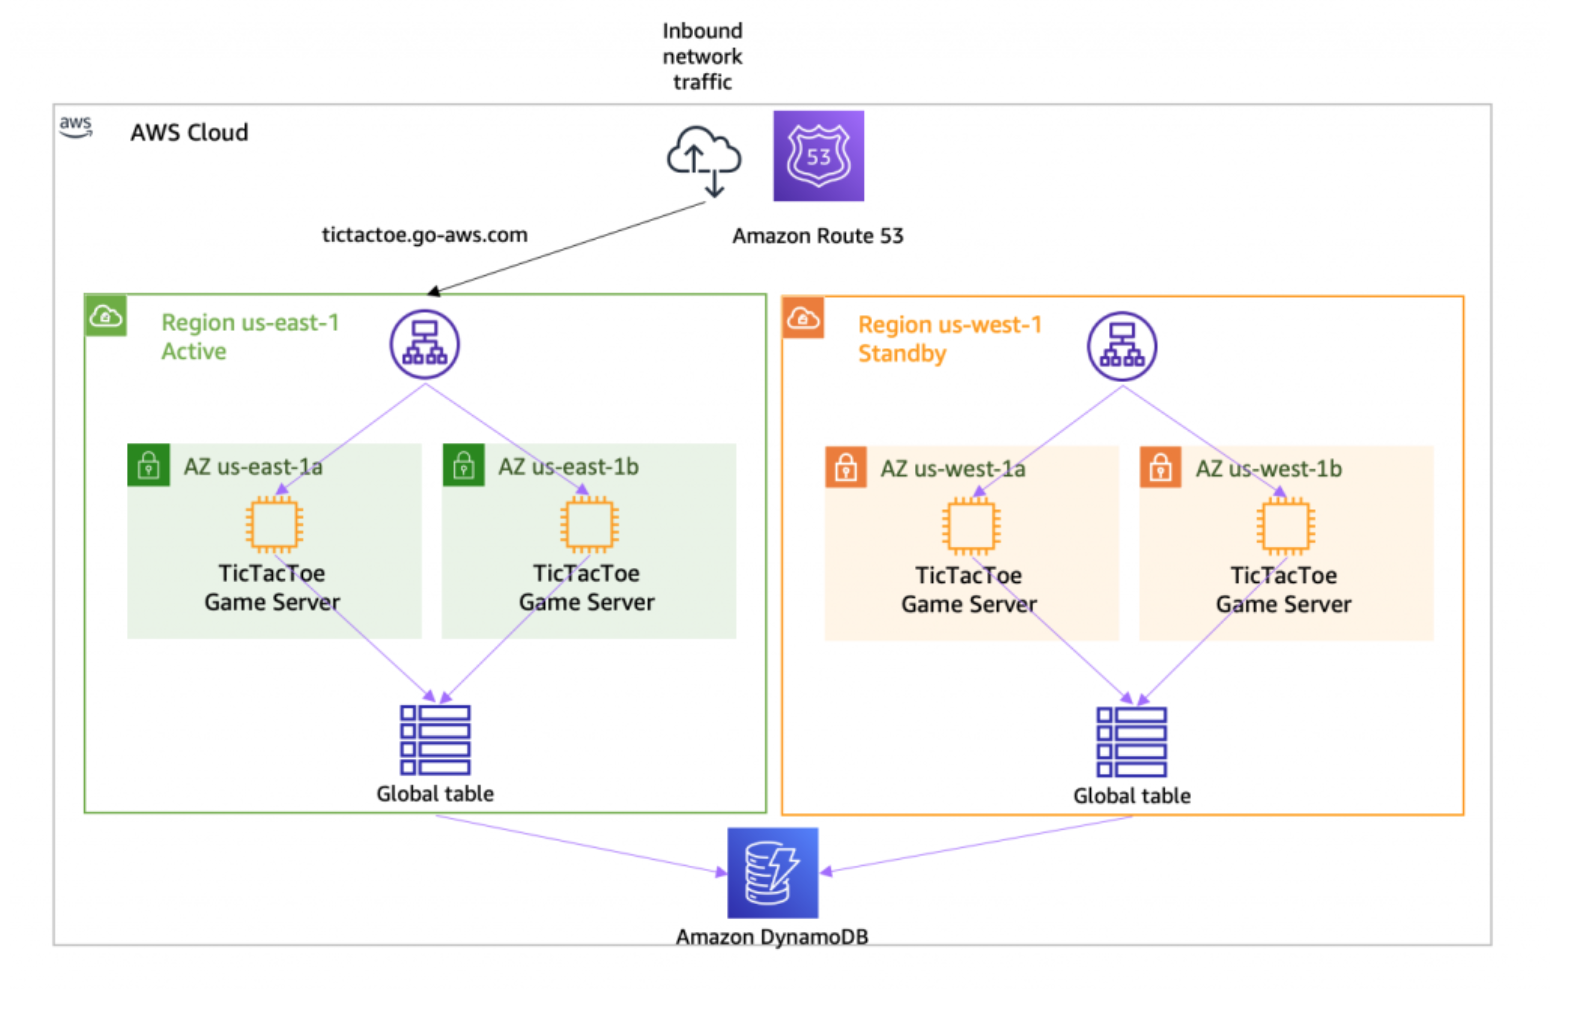 Inbound
network
traffic
aws
AWS Cloud
53
tictactoe.go-aws.com
Amazon Route 53
Region us-east-1
Active
Region us-west-1
Standby
AZ us-east-1a
AZ us-east-1b
AZ us-west-1a
AZ us-west-1b
TicTacToe
Game Server
TicTacToe
Game Server
TicTacToe
Game Server
TicTacToe
Game Server
Global table
Global table
Amazon DynamoDB